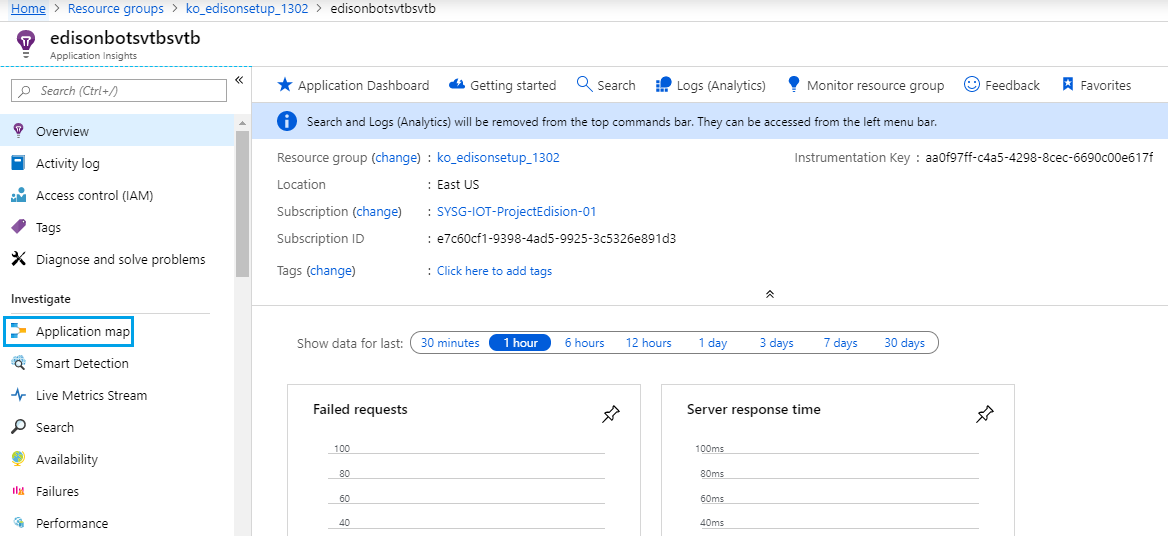 Home > Resource groups > ko_edisonsetup_1302 > edisonbotsvtbsvtb
edisonbotsvtbsvtb
Application Insights
Search (Ctrl+/)
«
Overview
Activity log
Access control (IAM)
Tags
Diagnose and solve problems
Investigate
Application map
Smart Detection
Live Metrics Stream
Search
Availability
Failures
Performance
Application Dashboard Getting started Search Logs (Analytics) Monitor resource group Feedback Favorites
Search and Logs (Analytics) will be removed from the top commands bar. They can be accessed from the left menu bar.
Resource group (change) : ko_edisonsetup_1302
Location : East US
Subscription (change) : SYSG-IOT-ProjectEdision-01
Subscription ID : e7c60cf1-9398-4ad5-9925-3c5326e891d3
Tags (change) : Click here to add tags
Instrumentation Key : aa0f97ff-c4a5-4298-8cec-6690c00e617f
Show data for last: 30 minutes 1 hour 6 hours 12 hours 1 day 3 days 7 days 30 days
Failed requests
100
80
60
40
Server response time
100ms
80ms
60ms
40ms